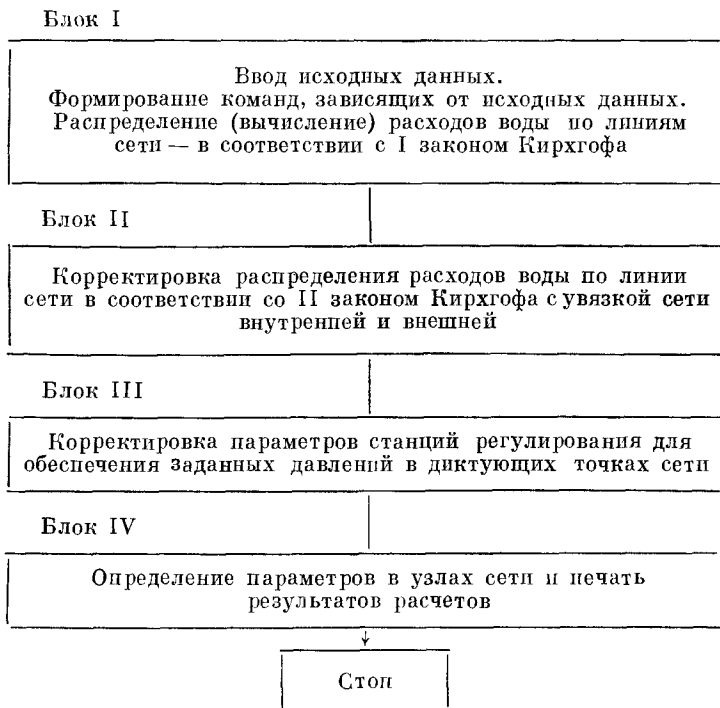 Блок I
Ввод исходных данных.
Формирование команд, зависящих от исходных данных.
Распределение (вычисление) расходов воды по линиям
сети — в соответствии с I законом Кирхгофа
Блок II
Корректировка распределения расходов воды по линии
сети в соответствии со II законом Кирхгофа с увязкой сети
внутренней и внешней
Блок III
Корректировка параметров станций регулирования для
обеспечения заданных давлений в диктующих точках сети
Блок IV
Определение параметров в узлах сети и печать
результатов расчетов
Стоп